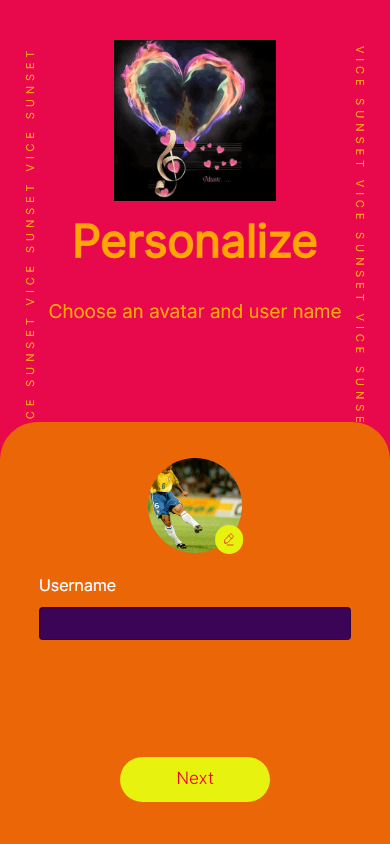 Music
Personalize
Choose an avatar and user name
VICE SUNSET VICE SUNSET VICE SUNSET
VICE SUNSET VICE SUNSET VICE SUNSE
6
Username
Next